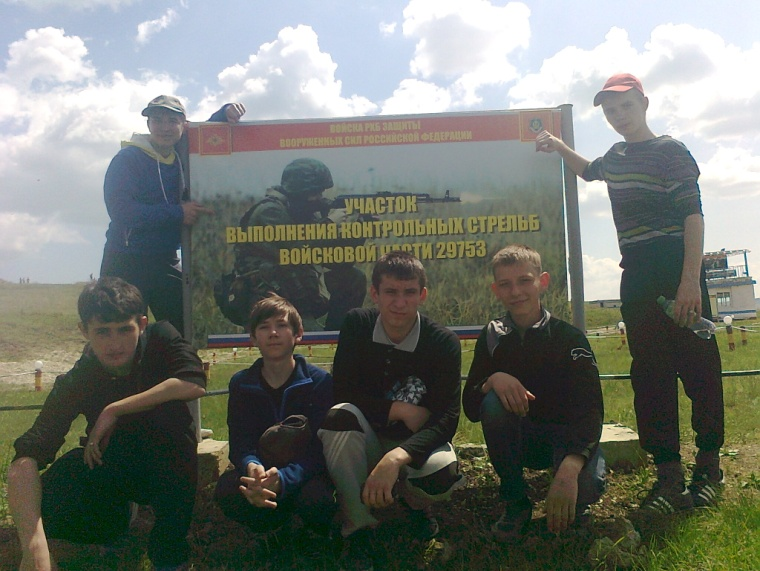 ВОЙСКА РХБ ЗАЩИТЫ
ВООРУЖЕННЫХ СИЛ РОССИЙСКОЙ ФЕДЕРАЦИИ
УЧАСТОК
ВЫПОЛНЕНИЯ КОНТРОЛЬНЫХ СТРЕЛЬБ
ВОЙСКОВОЙ ЧАСТИ 29753